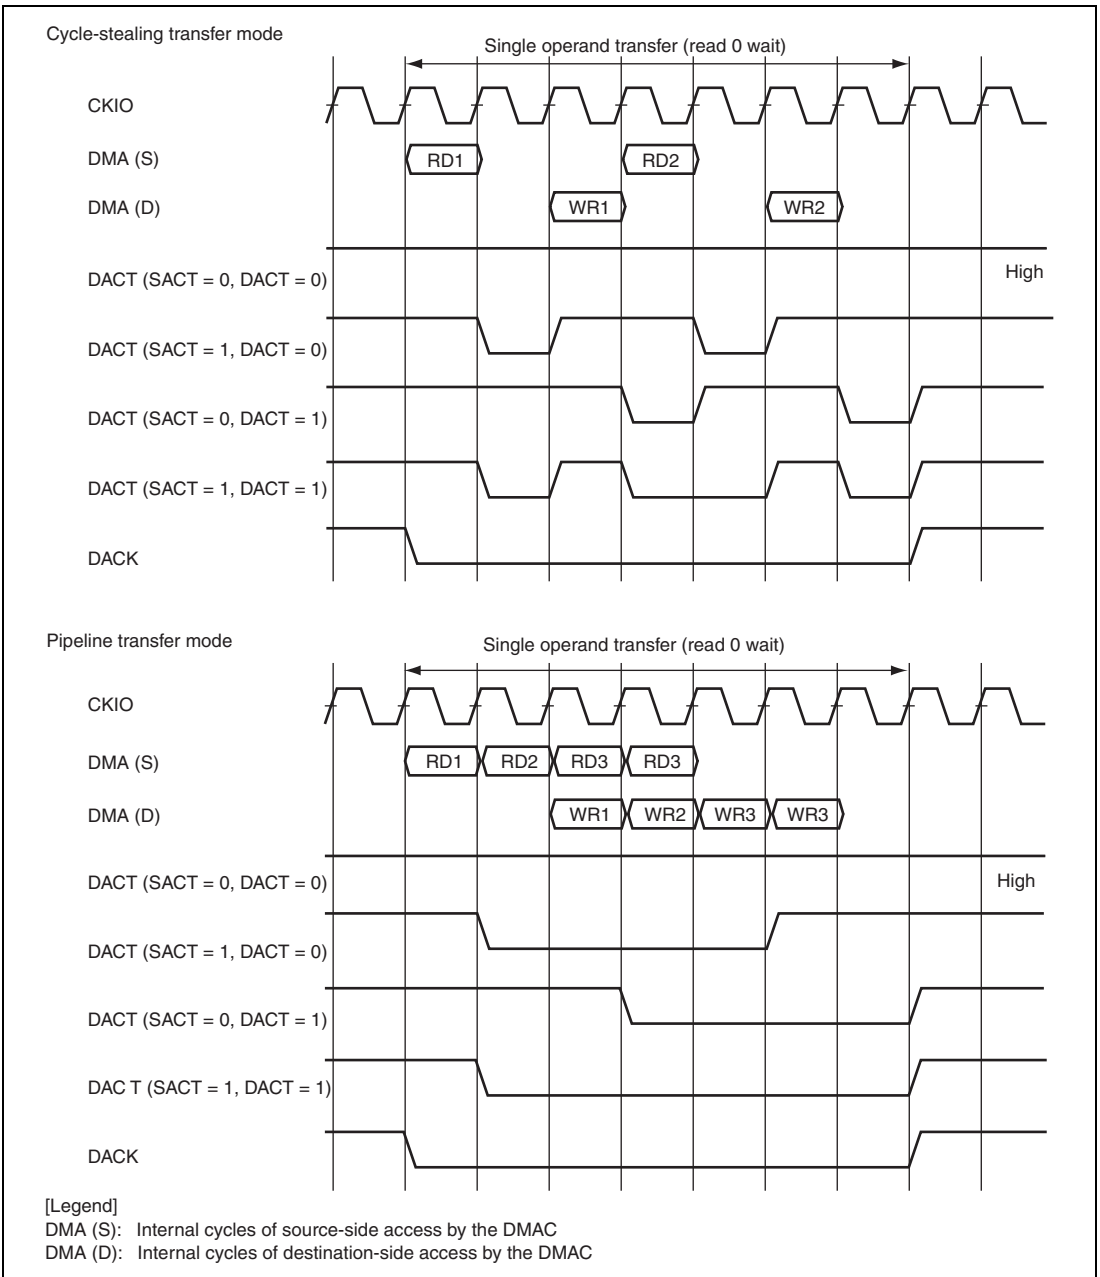 Cycle-stealing transfer mode
Single operand transfer (read 0 wait)
CKIO
DMA (S)
RD1
RD2
DMA (D)
WR1
WR2
DACT (SACT = 0, DACT = 0)
High
DACT (SACT = 1, DACT = 0)
DACT (SACT = 0, DACT = 1)
DACT (SACT = 1, DACT = 1)
DACK
Pipeline transfer mode
Single operand transfer (read 0 wait)
CKIO
DMA (S)
RD1
RD2
RD3
RD3
DMA (D)
WR1
WR2
WR3
WR3
DACT (SACT = 0, DACT = 0)
High
DACT (SACT = 1, DACT = 0)
DACT (SACT = 0, DACT = 1)
DAC T (SACT = 1, DACT = 1)
DACK
[Legend]
DMA (S): Internal cycles of source-side access by the DMAC
DMA (D): Internal cycles of destination-side access by the DMAC